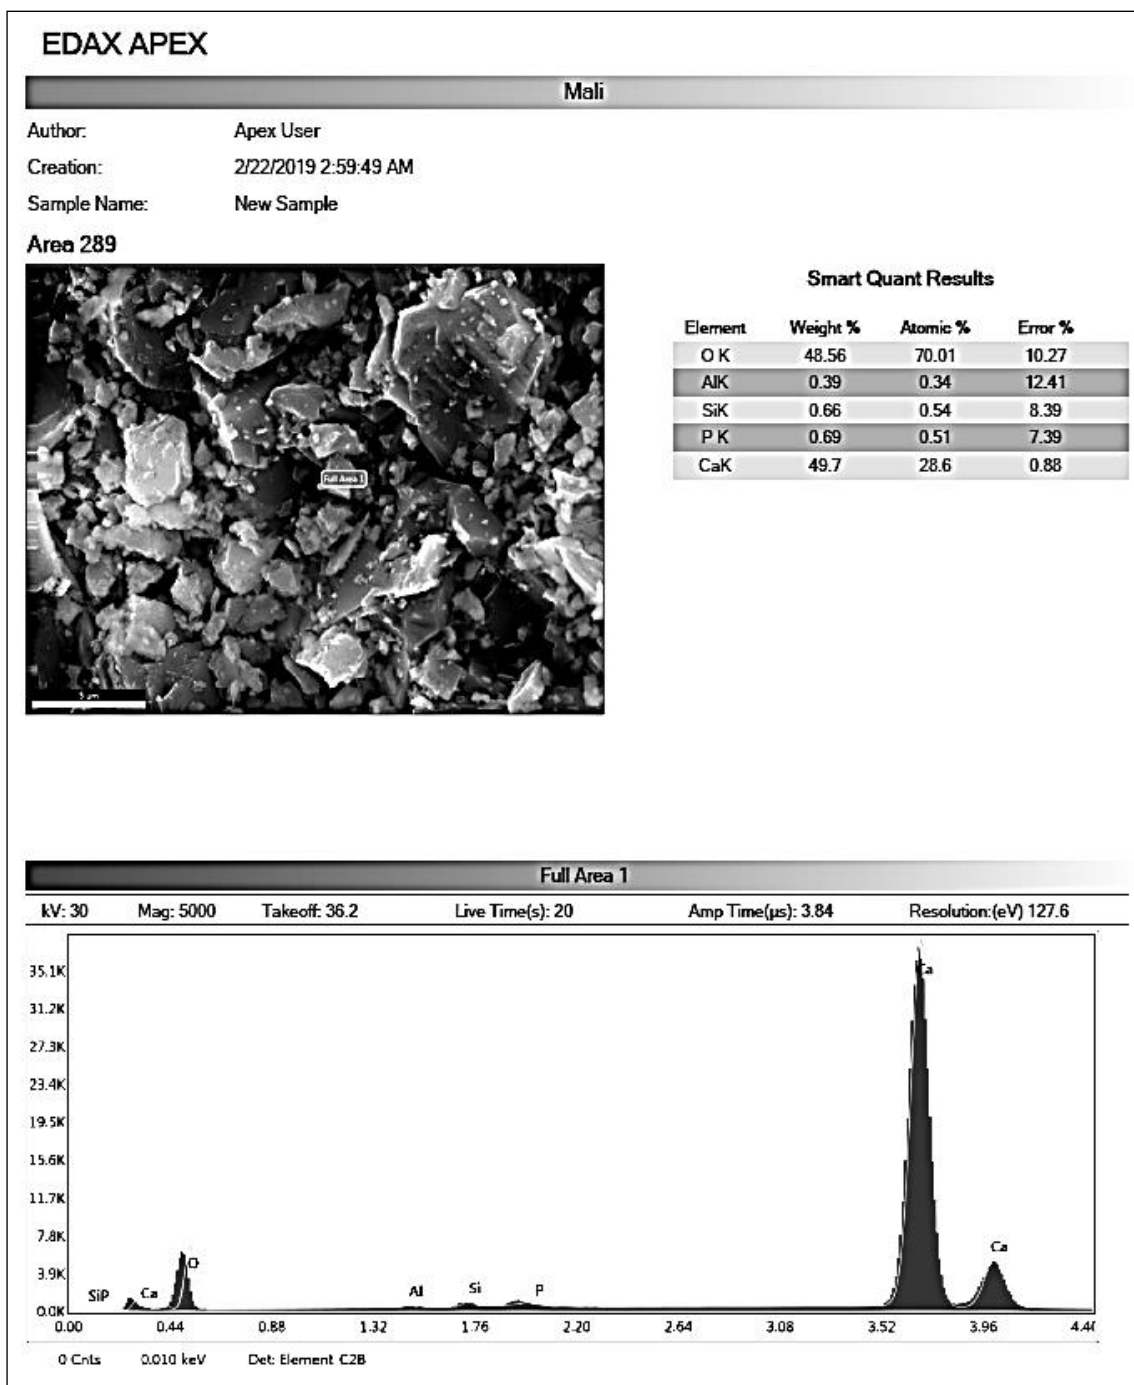 EDAX APEX
Mali
Author: Apex User
Creation: 2/22/2019 2:59:49 AM
Sample Name: New Sample
Area 289
Full Area 1
5 μm
Smart Quant Results
Element Weight % Atomic % Error %
O K 48.56 70.01 10.27
AlK 0.39 0.34 12.41
SiK 0.66 0.54 8.39
P K 0.69 0.51 7.39
CaK 49.7 28.6 0.88
Full Area 1
kV: 30 Mag: 5000 Takeoff: 36.2 Live Time(s): 20 Amp Time(μs): 3.84 Resolution:(eV) 127.6
35.1K
31.2K
27.3K
23.4K
19.5K
15.6K
11.7K
7.8K
3.9K
0.0K
SiP Ca O Al Si P Ca Ca
0.00 0.44 0.88 1.32 1.76 2.20 2.64 3.08 3.52 3.96 4.4
0 Cnts 0.010 keV Det: Element C2B